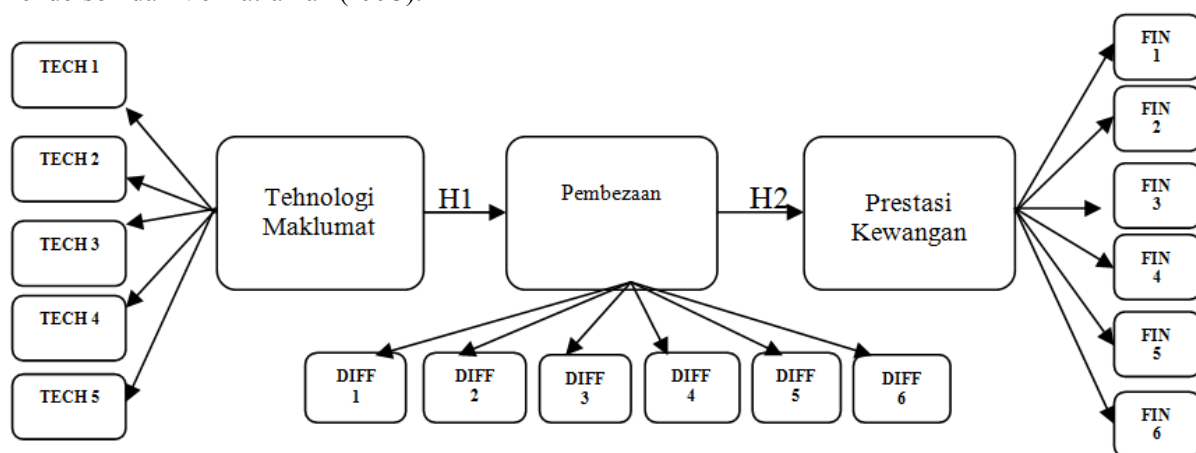 TECH 1
TECH 2
TECH 3
TECH 4
TECH 5
Tehnologi
Maklumat
H1
Pembezaan
H2
Prestasi
Kewangan
DIFF
1
DIFF
2
DIFF
3
DIFF
4
DIFF
5
DIFF
6
FIN
1
FIN
2
FIN
3
FIN
4
FIN
5
FIN
6